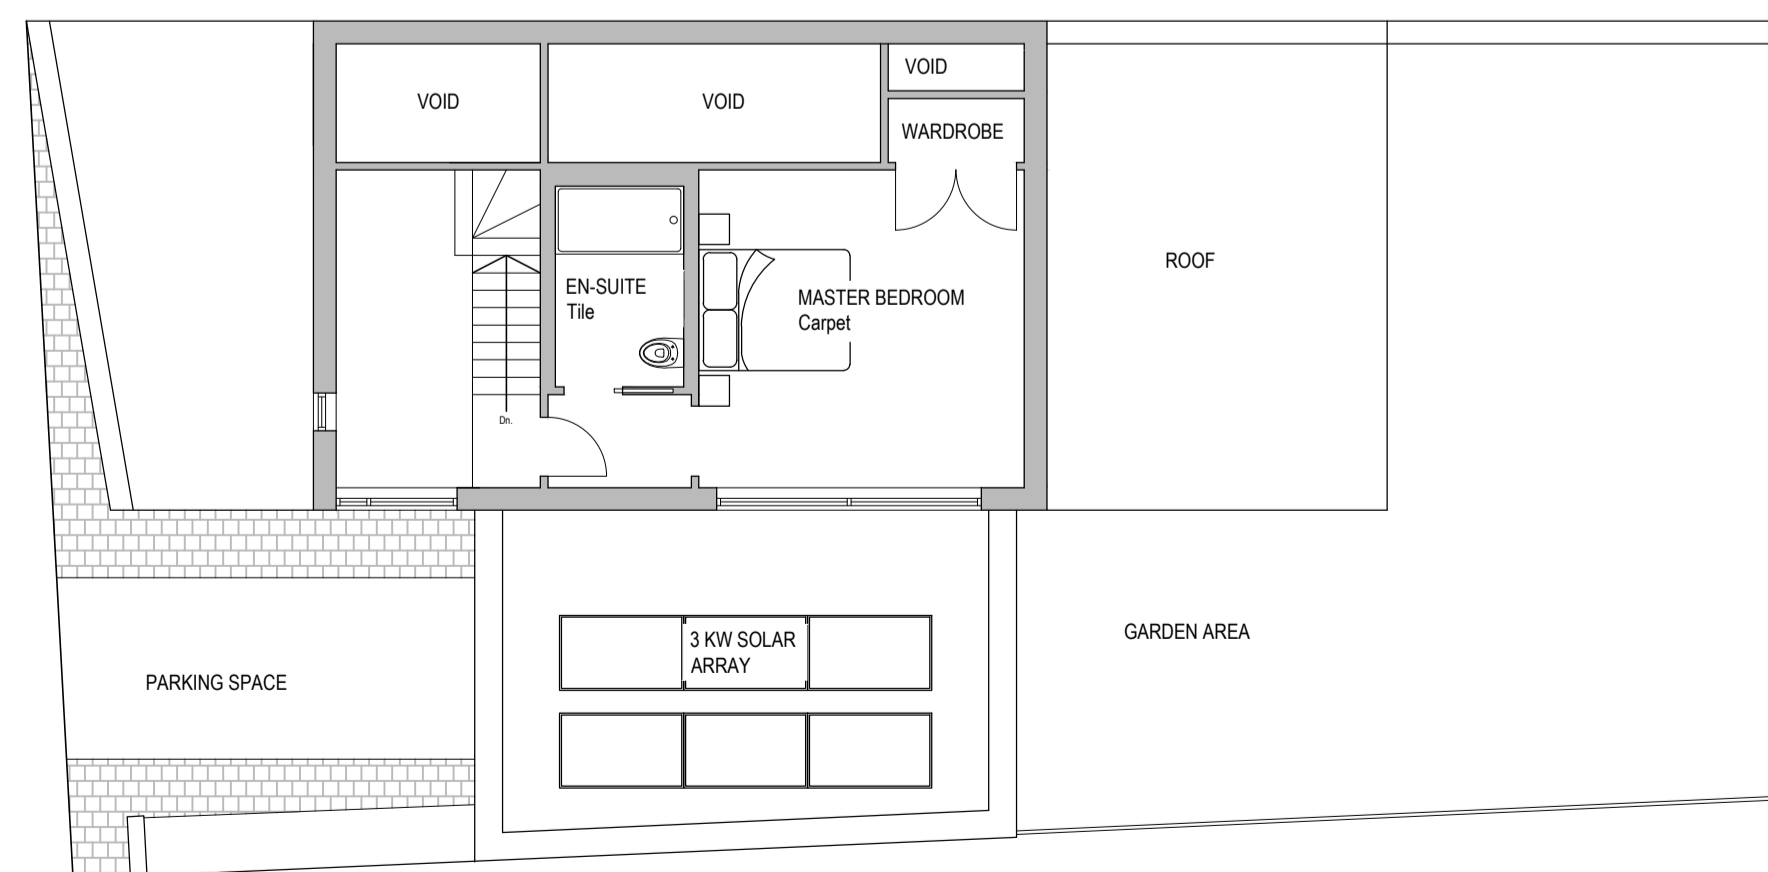 VOID
VOID
VOID
WARDROBE
ROOF
EN-SUITE
Tile
MASTER BEDROOM
Carpet
Dn.
3 KW SOLAR
ARRAY
GARDEN AREA
PARKING SPACE